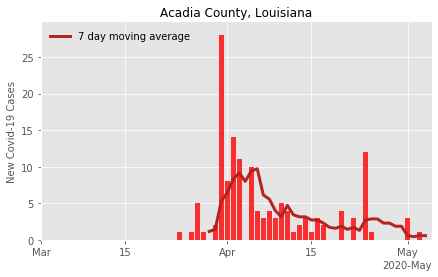 Acadia County, Louisiana
7 day moving average
New Covid-19 Cases
25
20
15
10
5
0
Mar
15
Apr
15
May
2020-May